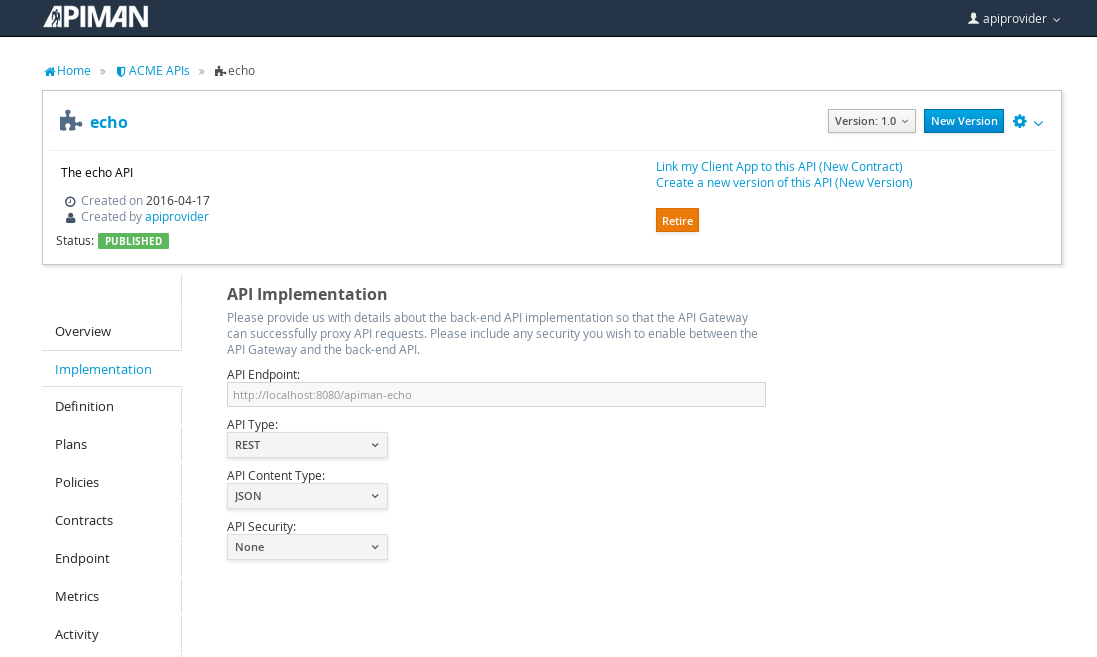 APIMAN
apiprovider
Home » ACME APIs » echo
echo
Version: 1.0
New Version
The echo API
Link my Client App to this API (New Contract)
Create a new version of this API (New Version)
Created on 2016-04-17
Created by apiprovider
Retire
Status: PUBLISHED
Overview
Implementation
Definition
Plans
Policies
Contracts
Endpoint
Metrics
Activity
API Implementation
Please provide us with details about the back-end API implementation so that the API Gateway
can successfully proxy API requests. Please include any security you wish to enable between the
API Gateway and the back-end API.
API Endpoint:
http://localhost:8080/apiman-echo
API Type:
REST
API Content Type:
JSON
API Security:
None